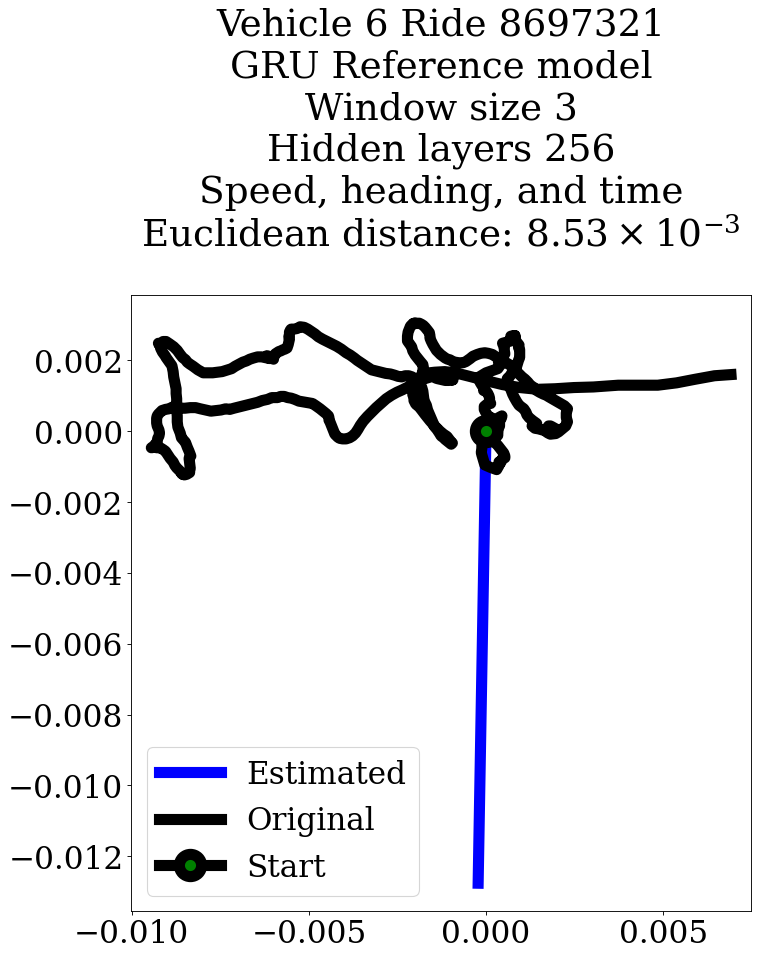 Vehicle 6 Ride 8697321
GRU Reference model
Window size 3
Hidden layers 256
Speed, heading, and time
Euclidean distance: 8.53 × 10⁻³
0.002
0.000
−0.002
−0.004
−0.006
−0.008
−0.010
−0.012
Estimated
Original
Start
−0.010 −0.005 0.000 0.005